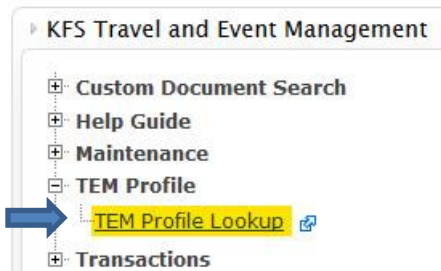 KFS Travel and Event Management
Custom Document Search
Help Guide
Maintenance
TEM Profile
TEM Profile Lookup
Transactions